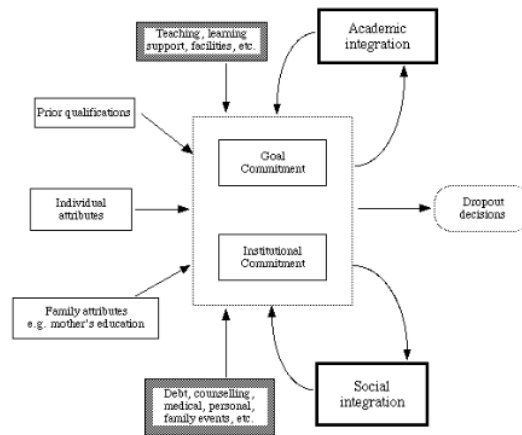 Teaching, learning
support, facilities, etc.
Academic
integration
Prior qualifications
Goal
Commitment
Individual
attributes
Dropout
decisions
Institutional
Commitment
Family attributes
e.g. mother's education
Debt, counselling,
medical, personal,
family events, etc.
Social
integration